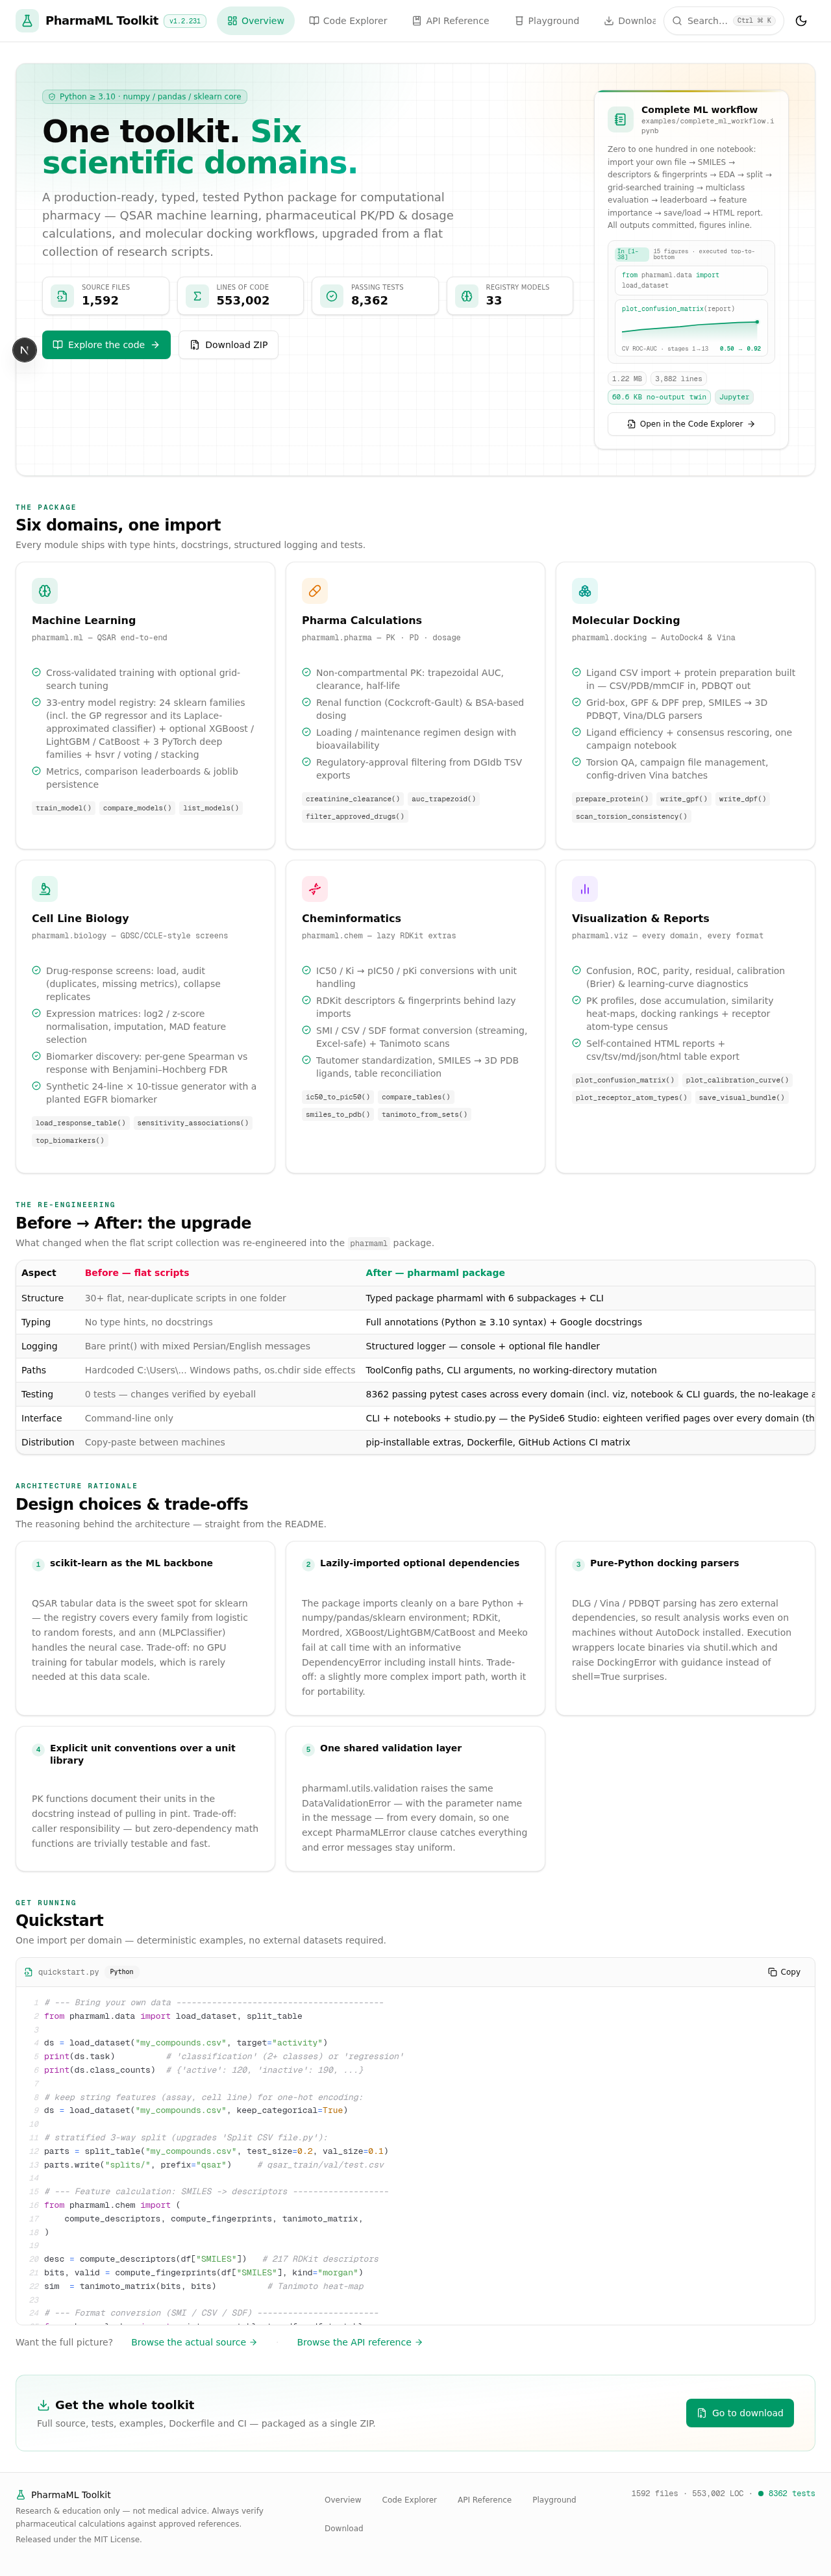 PharmaML Toolkit v1.2.231 Overview Code Explorer API Reference Playground Downloa Search... Ctrl ⌘ K
Python ≥ 3.10 · numpy / pandas / sklearn core
One toolkit. Six
scientific domains.
A production-ready, typed, tested Python package for computational
pharmacy — QSAR machine learning, pharmaceutical PK/PD & dosage
calculations, and molecular docking workflows, upgraded from a flat
collection of research scripts.
SOURCE FILES
1,592
LINES OF CODE
553,002
PASSING TESTS
8,362
REGISTRY MODELS
33
Explore the code →
Download ZIP
Complete ML workflow
examples/complete_ml_workflow.i
pynb
Zero to one hundred in one notebook:
import your own file → SMILES →
descriptors & fingerprints → EDA → split →
grid-searched training → multiclass
evaluation → leaderboard → feature
importance → save/load → HTML report.
All outputs committed, figures inline.
In [1–
38]
15 figures · executed top-to-
bottom
from pharmaml.data import
load_dataset
plot_confusion_matrix(report)
CV ROC-AUC · stages 1→13 0.50 → 0.92
1.22 MB 3,882 lines
60.6 KB no-output twin Jupyter
Open in the Code Explorer →
N
THE PACKAGE
Six domains, one import
Every module ships with type hints, docstrings, structured logging and tests.
Machine Learning
pharmaml.ml — QSAR end-to-end
Cross-validated training with optional grid-
search tuning
33-entry model registry: 24 sklearn families
(incl. the GP regressor and its Laplace-
approximated classifier) + optional XGBoost /
LightGBM / CatBoost + 3 PyTorch deep
families + hsvr / voting / stacking
Metrics, comparison leaderboards & joblib
persistence
train_model() compare_models() list_models()
Pharma Calculations
pharmaml.pharma — PK · PD · dosage
Non-compartmental PK: trapezoidal AUC,
clearance, half-life
Renal function (Cockcroft-Gault) & BSA-based
dosing
Loading / maintenance regimen design with
bioavailability
Regulatory-approval filtering from DGIdb TSV
exports
creatinine_clearance() auc_trapezoid()
filter_approved_drugs()
Molecular Docking
pharmaml.docking — AutoDock4 & Vina
Ligand CSV import + protein preparation built
in — CSV/PDB/mmCIF in, PDBQT out
Grid-box, GPF & DPF prep, SMILES → 3D
PDBQT, Vina/DLG parsers
Ligand efficiency + consensus rescoring, one
campaign notebook
Torsion QA, campaign file management,
config-driven Vina batches
prepare_protein() write_gpf() write_dpf()
scan_torsion_consistency()
Cell Line Biology
pharmaml.biology — GDSC/CCLE-style screens
Drug-response screens: load, audit
(duplicates, missing metrics), collapse
replicates
Expression matrices: log2 / z-score
normalisation, imputation, MAD feature
selection
Biomarker discovery: per-gene Spearman vs
response with Benjamini–Hochberg FDR
Synthetic 24-line × 10-tissue generator with a
planted EGFR biomarker
load_response_table() sensitivity_associations()
top_biomarkers()
Cheminformatics
pharmaml.chem — lazy RDKit extras
IC50 / Ki → pIC50 / pKi conversions with unit
handling
RDKit descriptors & fingerprints behind lazy
imports
SMI / CSV / SDF format conversion (streaming,
Excel-safe) + Tanimoto scans
Tautomer standardization, SMILES → 3D PDB
ligands, table reconciliation
ic50_to_pic50() compare_tables()
smiles_to_pdb() tanimoto_from_sets()
Visualization & Reports
pharmaml.viz — every domain, every format
Confusion, ROC, parity, residual, calibration
(Brier) & learning-curve diagnostics
PK profiles, dose accumulation, similarity
heat-maps, docking rankings + receptor
atom-type census
Self-contained HTML reports +
csv/tsv/md/json/html table export
plot_confusion_matrix() plot_calibration_curve()
plot_receptor_atom_types() save_visual_bundle()
THE RE-ENGINEERING
Before → After: the upgrade
What changed when the flat script collection was re-engineered into the pharmaml package.
Aspect Before — flat scripts After — pharmaml package
Structure 30+ flat, near-duplicate scripts in one folder Typed package pharmaml with 6 subpackages + CLI
Typing No type hints, no docstrings Full annotations (Python ≥ 3.10 syntax) + Google docstrings
Logging Bare print() with mixed Persian/English messages Structured logger — console + optional file handler
Paths Hardcoded C:\Users\... Windows paths, os.chdir side effects ToolConfig paths, CLI arguments, no working-directory mutation
Testing 0 tests — changes verified by eyeball 8362 passing pytest cases across every domain (incl. viz, notebook & CLI guards, the no-leakage a
Interface Command-line only CLI + notebooks + studio.py — the PySide6 Studio: eighteen verified pages over every domain (th
Distribution Copy-paste between machines pip-installable extras, Dockerfile, GitHub Actions CI matrix
ARCHITECTURE RATIONALE
Design choices & trade-offs
The reasoning behind the architecture — straight from the README.
1 scikit-learn as the ML backbone
QSAR tabular data is the sweet spot for sklearn
— the registry covers every family from logistic
to random forests, and ann (MLPClassifier)
handles the neural case. Trade-off: no GPU
training for tabular models, which is rarely
needed at this data scale.
2 Lazily-imported optional dependencies
The package imports cleanly on a bare Python +
numpy/pandas/sklearn environment; RDKit,
Mordred, XGBoost/LightGBM/CatBoost and Meeko
fail at call time with an informative
DependencyError including install hints. Trade-
off: a slightly more complex import path, worth it
for portability.
3 Pure-Python docking parsers
DLG / Vina / PDBQT parsing has zero external
dependencies, so result analysis works even on
machines without AutoDock installed. Execution
wrappers locate binaries via shutil.which and
raise DockingError with guidance instead of
shell=True surprises.
4 Explicit unit conventions over a unit
library
PK functions document their units in the
docstring instead of pulling in pint. Trade-off:
caller responsibility — but zero-dependency math
functions are trivially testable and fast.
5 One shared validation layer
pharmaml.utils.validation raises the same
DataValidationError — with the parameter name
in the message — from every domain, so one
except PharmaMLError clause catches everything
and error messages stay uniform.
GET RUNNING
Quickstart
One import per domain — deterministic examples, no external datasets required.
quickstart.py Python Copy
1 # --- Bring your own data -----------------------------------------
2 from pharmaml.data import load_dataset, split_table
3
4 ds = load_dataset("my_compounds.csv", target="activity")
5 print(ds.task) # 'classification' (2+ classes) or 'regression'
6 print(ds.class_counts) # {'active': 120, 'inactive': 190, ...}
7
8 # keep string features (assay, cell line) for one-hot encoding:
9 ds = load_dataset("my_compounds.csv", keep_categorical=True)
10
11 # stratified 3-way split (upgrades 'Split CSV file.py'):
12 parts = split_table("my_compounds.csv", test_size=0.2, val_size=0.1)
13 parts.write("splits/", prefix="qsar") # qsar_train/val/test.csv
14
15 # --- Feature calculation: SMILES -> descriptors -------------------
16 from pharmaml.chem import (
17 compute_descriptors, compute_fingerprints, tanimoto_matrix,
18 )
19
20 desc = compute_descriptors(df["SMILES"]) # 217 RDKit descriptors
21 bits, valid = compute_fingerprints(df["SMILES"], kind="morgan")
22 sim = tanimoto_matrix(bits, bits) # Tanimoto heat-map
23
24 # --- Format conversion (SMI / CSV / SDF) ------------------------
Want the full picture? Browse the actual source → · Browse the API reference →
Get the whole toolkit
Full source, tests, examples, Dockerfile and CI — packaged as a single ZIP.
Go to download
PharmaML Toolkit
Research & education only — not medical advice. Always verify
pharmaceutical calculations against approved references.
Released under the MIT License.
Overview Code Explorer API Reference Playground
Download
1592 files · 553,002 LOC · ● 8362 tests